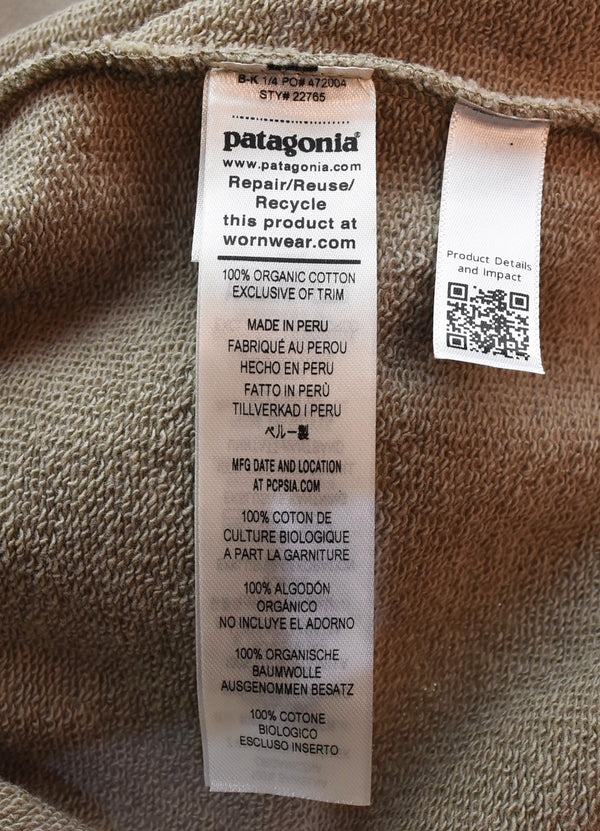 B-K 1/4 PO# 472004
STY# 22765
patagonia®
www.patagonia.com
Repair/Reuse/
Recycle
this product at
wornwear.com
100% ORGANIC COTTON
EXCLUSIVE OF TRIM
MADE IN PERU
FABRIQUÉ AU PEROU
HECHO EN PERU
FATTO IN PERÙ
TILLVERKAD I PERU
ペルー製
MFG DATE AND LOCATION
AT PCPSIA.COM
100% COTON DE
CULTURE BIOLOGIQUE
A PART LA GARNITURE
100% ALGODÓN
ORGÁNICO
NO INCLUYE EL ADORNO
100% ORGANISCHE
BAUMWOLLE
AUSGENOMMEN BESATZ
100% COTONE
BIOLOGICO
ESCLUSO INSERTO
Product Details
and Impact